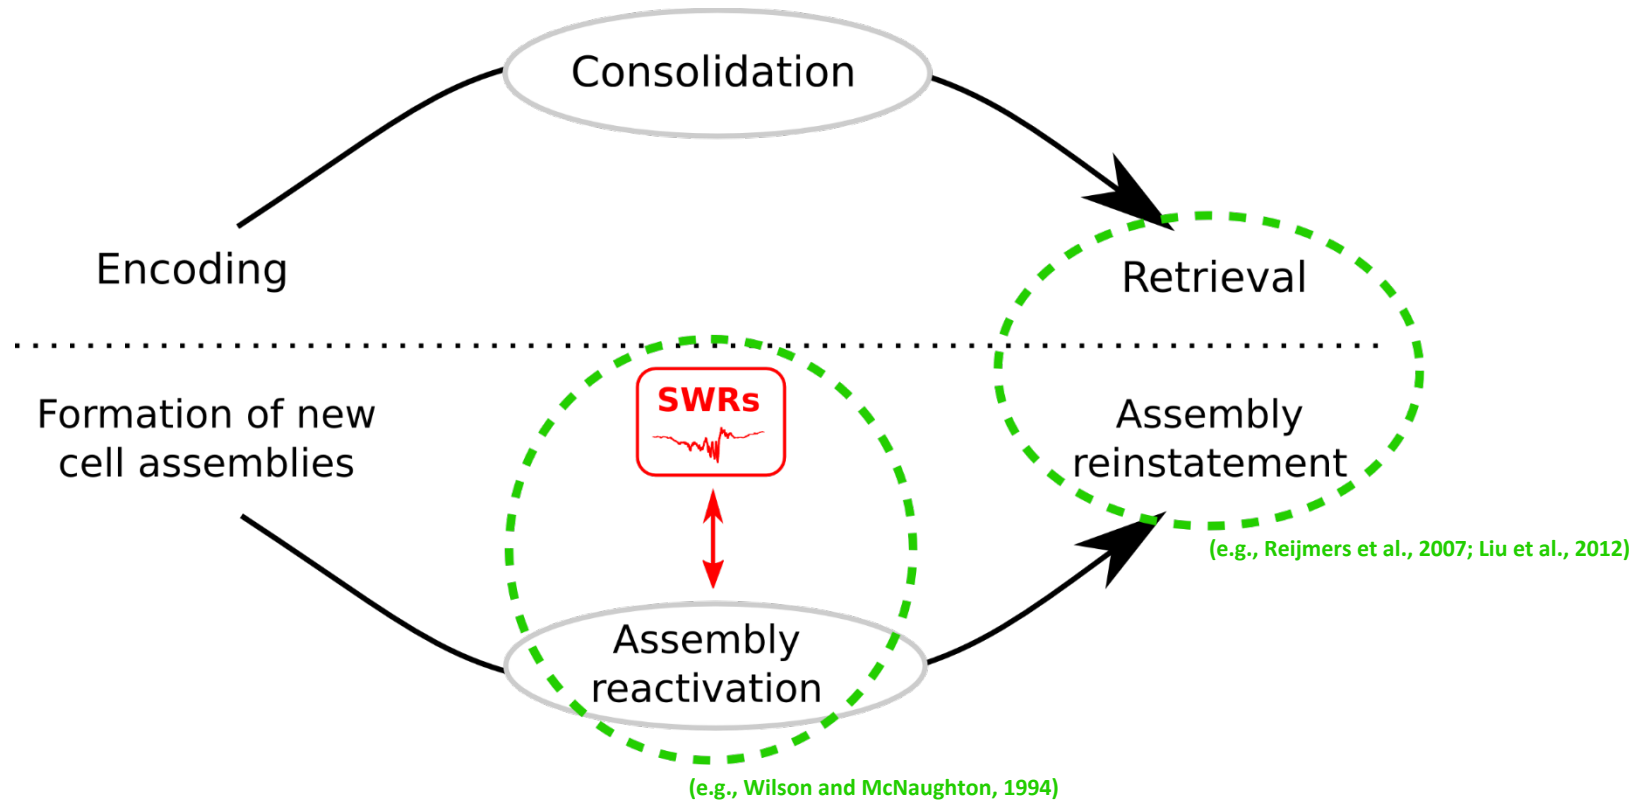 Consolidation
Encoding
Retrieval
Formation of new
cell assemblies
SWRs
Assembly
reinstatement
(e.g., Reijmers et al., 2007; Liu et al., 2012)
Assembly
reactivation
(e.g., Wilson and McNaughton, 1994)